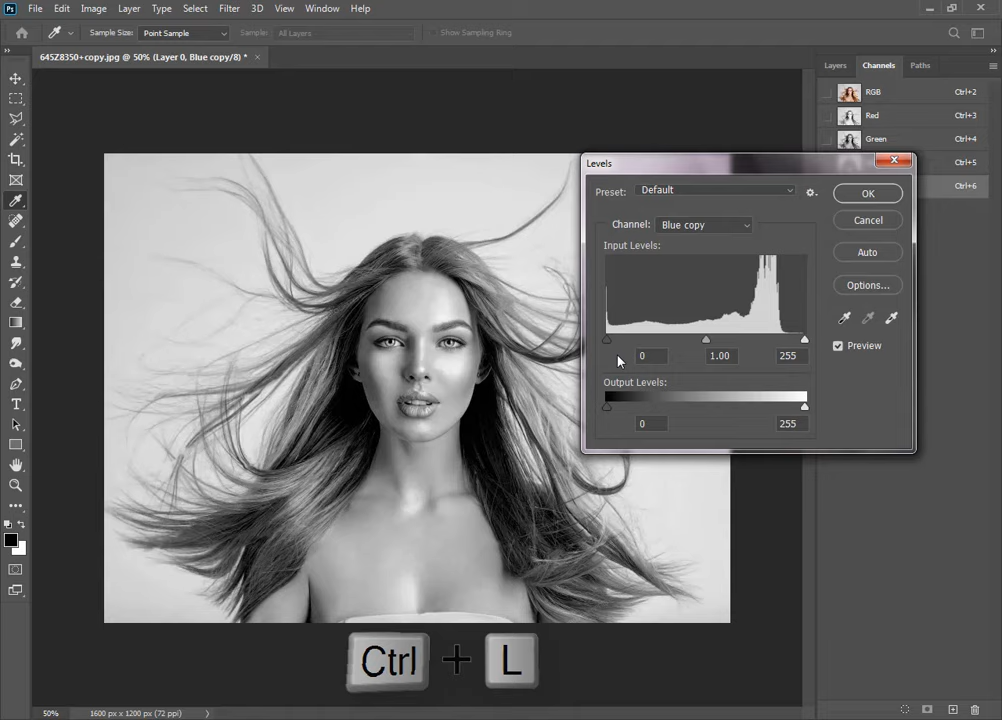 Ps File Edit Image Layer Type Select Filter 3D View Window Help
Sample Size: Point Sample Sample: All Layers Show Sampling Ring
645Z8350+copy.jpg @ 50% (Layer 0, Blue copy/8) * ×
Layers Channels Paths
RGB Ctrl+2
Red Ctrl+3
Green Ctrl+4
Ctrl+5
Ctrl+6
Levels
Preset: Default
OK
Channel: Blue copy
Cancel
Input Levels:
Auto
Options...
Preview
0 1.00 255
Output Levels:
0 255
T
Ctrl + L
50% 1600 px x 1200 px (72 ppi)